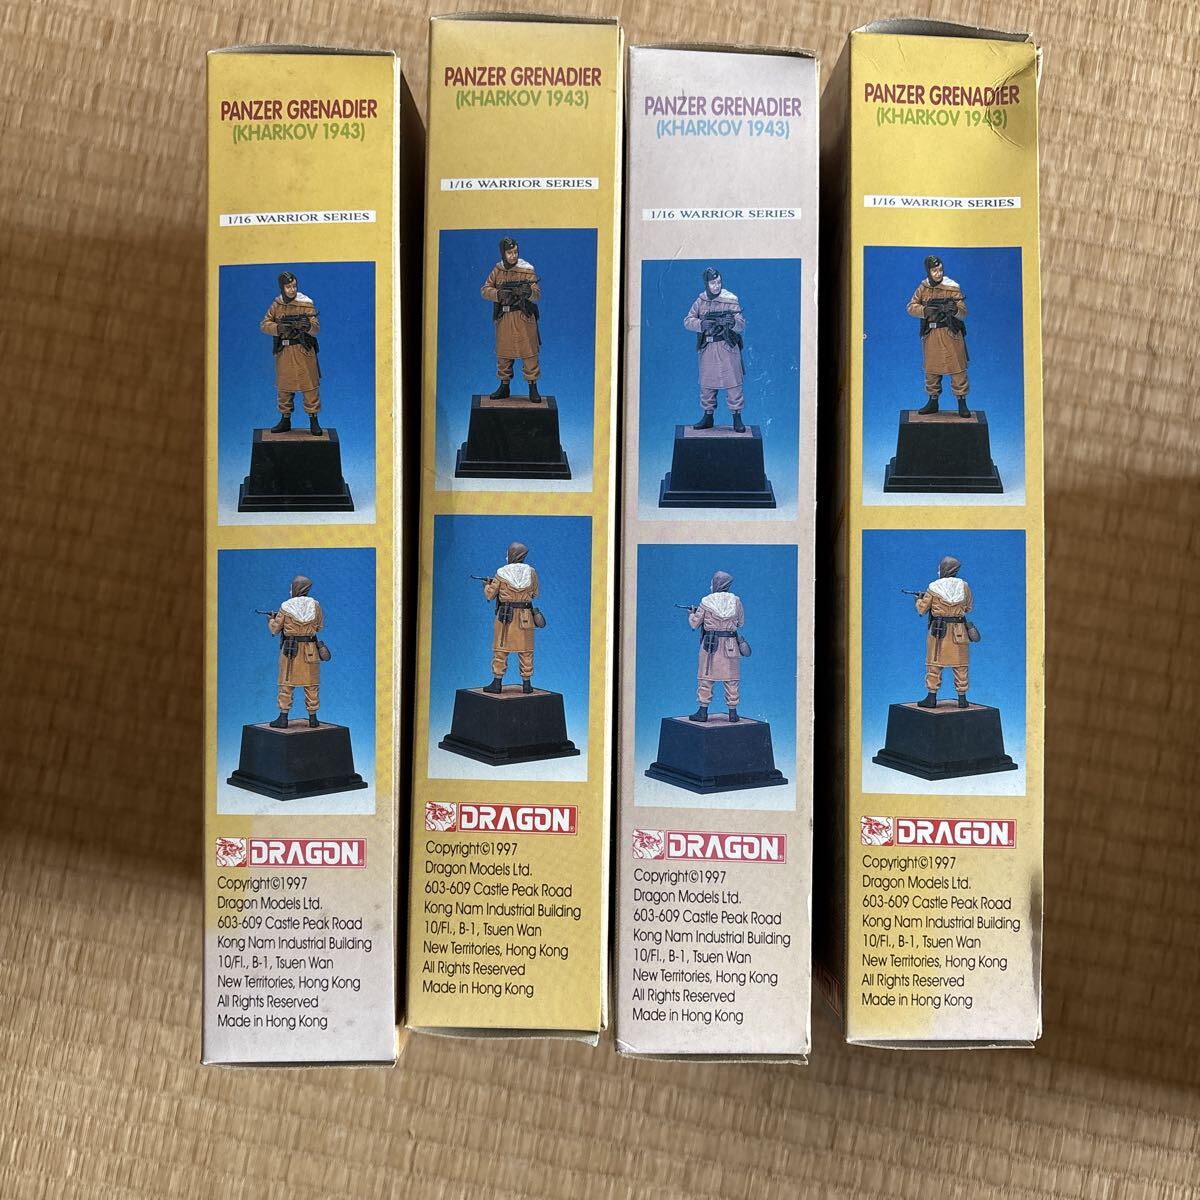 PANZER GRENADIER
(KHARKOV 1943)
1/16 WARRIOR SERIES
DRAGON
Copyright©1997
Dragon Models Ltd.
603-609 Castle Peak Road
Kong Nam Industrial Building
10/Fl., B-1, Tsuen Wan
New Territories, Hong Kong
All Rights Reserved
Made in Hong Kong
PANZER GRENADIER
(KHARKOV 1943)
1/16 WARRIOR SERIES
DRAGON
Copyright©1997
Dragon Models Ltd.
603-609 Castle Peak Road
Kong Nam Industrial Building
10/Fl., B-1, Tsuen Wan
New Territories, Hong Kong
All Rights Reserved
Made in Hong Kong
PANZER GRENADIER
(KHARKOV 1943)
1/16 WARRIOR SERIES
DRAGON
Copyright©1997
Dragon Models Ltd.
603-609 Castle Peak Road
Kong Nam Industrial Building
10/Fl., B-1, Tsuen Wan
New Territories, Hong Kong
All Rights Reserved
Made in Hong Kong
PANZER GRENADIER
(KHARKOV 1943)
1/16 WARRIOR SERIES
DRAGON
Copyright©1997
Dragon Models Ltd.
603-609 Castle Peak Road
Kong Nam Industrial Building
10/Fl., B-1, Tsuen Wan
New Territories, Hong Kong
All Rights Reserved
Made in Hong Kong